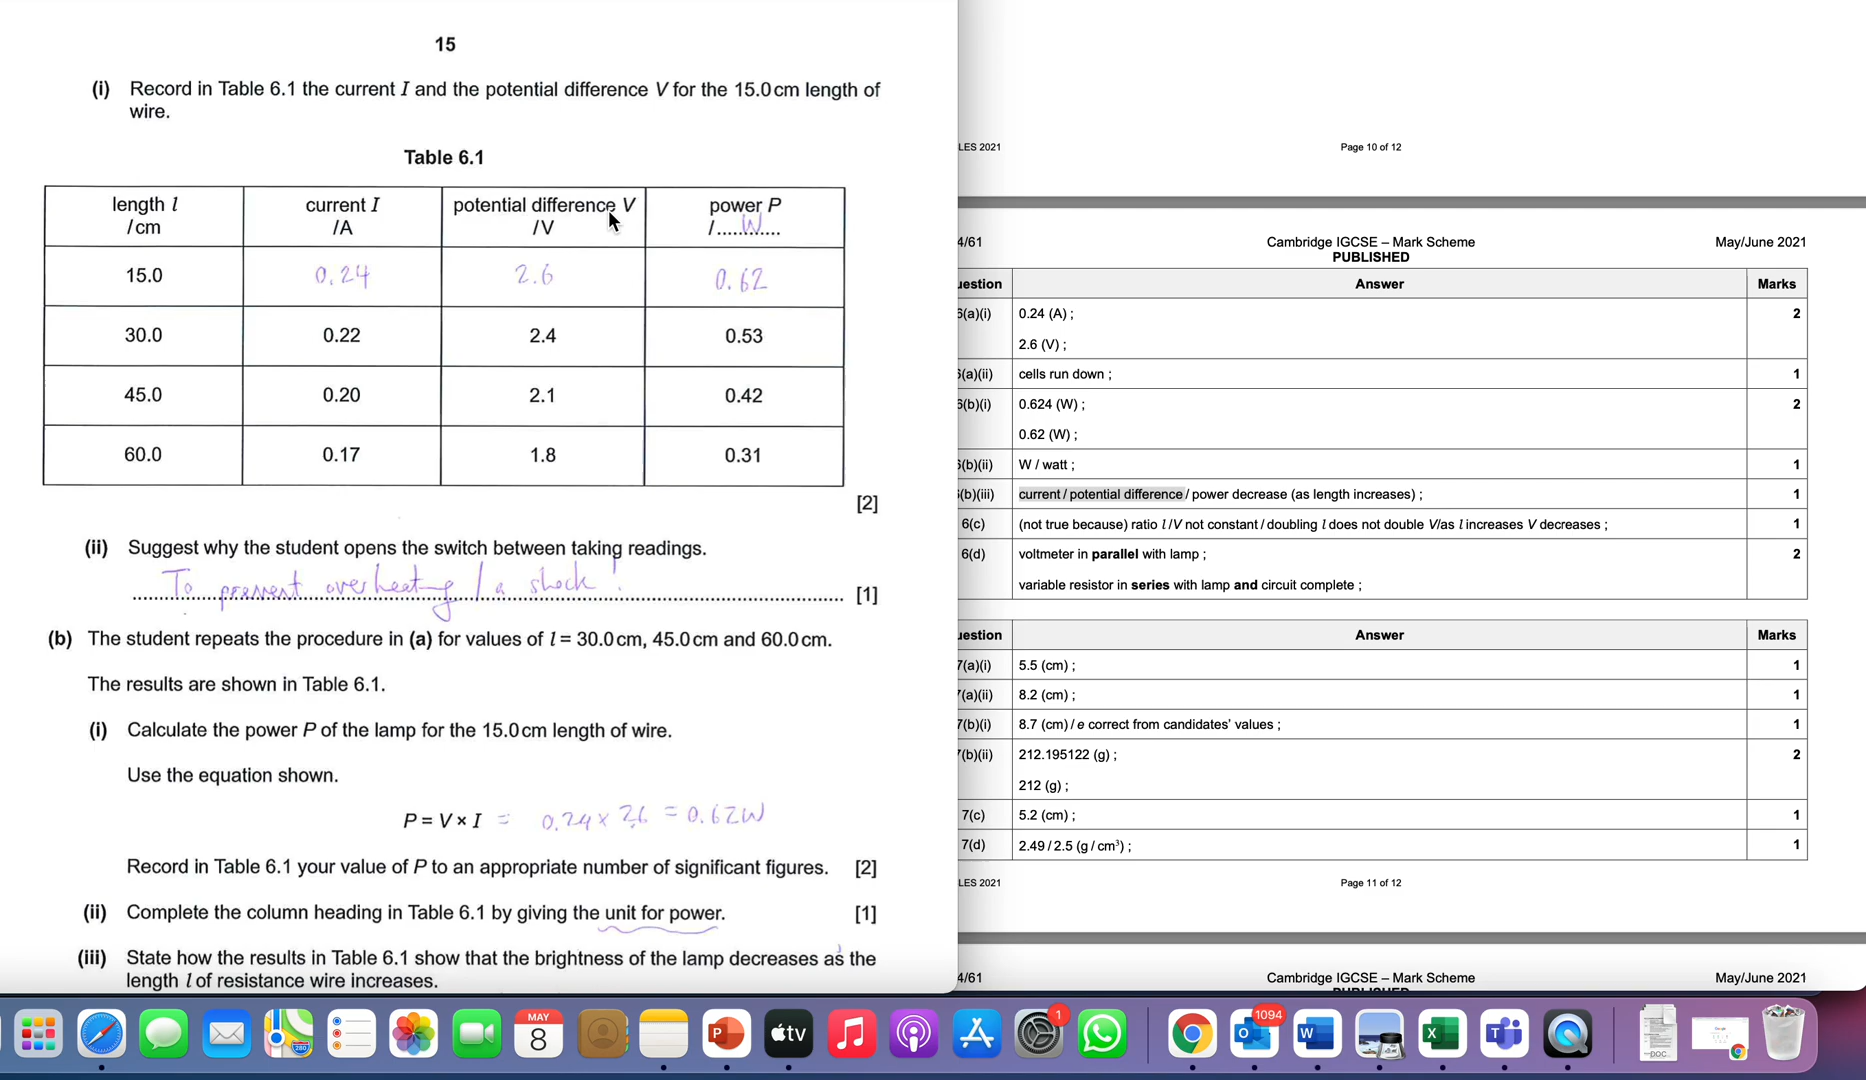 15
(i) Record in Table 6.1 the current I and the potential difference V for the 15.0 cm length of
wire.
Table 6.1
length l /cm | current I /A | potential difference V /V | power P /......W......
15.0 | 0.24 | 2.6 | 0.62
30.0 | 0.22 | 2.4 | 0.53
45.0 | 0.20 | 2.1 | 0.42
60.0 | 0.17 | 1.8 | 0.31
[2]
(ii) Suggest why the student opens the switch between taking readings.
To prevent overheating / a shock! [1]
(b) The student repeats the procedure in (a) for values of l = 30.0 cm, 45.0 cm and 60.0 cm.
The results are shown in Table 6.1.
(i) Calculate the power P of the lamp for the 15.0 cm length of wire.
Use the equation shown.
P = V × I = 0.24 × 2.6 = 0.62W
Record in Table 6.1 your value of P to an appropriate number of significant figures. [2]
(ii) Complete the column heading in Table 6.1 by giving the unit for power. [1]
(iii) State how the results in Table 6.1 show that the brightness of the lamp decreases as the
length l of resistance wire increases.
LES 2021 Page 10 of 12
4/61 Cambridge IGCSE – Mark Scheme May/June 2021
PUBLISHED
uestion Answer Marks
6(a)(i) 0.24 (A) ; 2
2.6 (V) ;
6(a)(ii) cells run down ; 1
6(b)(i) 0.624 (W) ; 2
0.62 (W) ;
6(b)(ii) W / watt ; 1
6(b)(iii) current / potential difference / power decrease (as length increases) ; 1
6(c) (not true because) ratio l / V not constant / doubling l does not double V/as l increases V decreases ; 1
6(d) voltmeter in parallel with lamp ; 2
variable resistor in series with lamp and circuit complete ;
uestion Answer Marks
7(a)(i) 5.5 (cm) ; 1
7(a)(ii) 8.2 (cm) ; 1
7(b)(i) 8.7 (cm) / e correct from candidates' values ; 1
7(b)(ii) 212.195122 (g) ; 2
212 (g) ;
7(c) 5.2 (cm) ; 1
7(d) 2.49 / 2.5 (g / cm³) ; 1
LES 2021 Page 11 of 12
4/61 Cambridge IGCSE – Mark Scheme May/June 2021
PUBLISHED
280
MAY
8
P
tv
1
1094
O
W
X
T
DOC